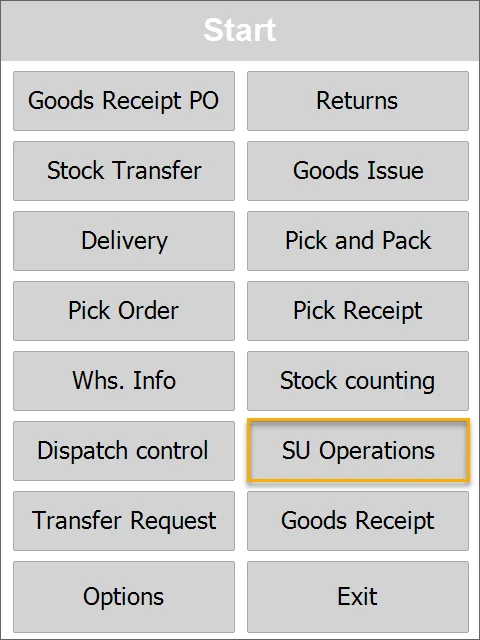 Start
Goods Receipt PO
Returns
Stock Transfer
Goods Issue
Delivery
Pick and Pack
Pick Order
Pick Receipt
Whs. Info
Stock counting
Dispatch control
SU Operations
Transfer Request
Goods Receipt
Options
Exit